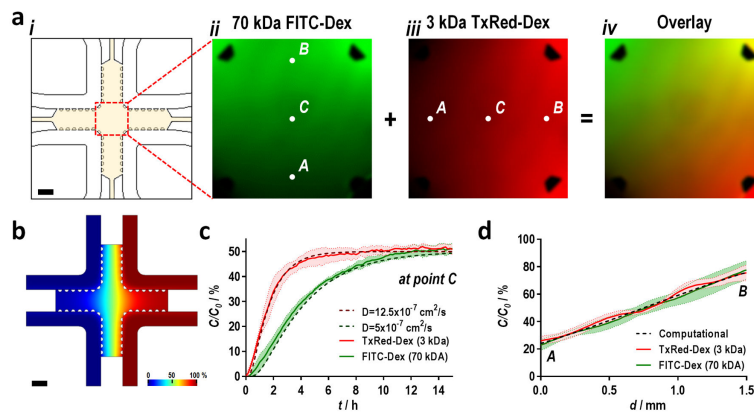 a
i
ii
70 kDa FITC-Dex
iii
3 kDa TxRed-Dex
iv
Overlay
B
C
A
+
A
C
B
=
b
0
50
100 %
c
C/C₀ / %
50
40
30
20
10
0
at point C
D=12.5x10⁻⁷ cm²/s
D=5x10⁻⁷ cm²/s
TxRed-Dex (3 kDa)
FITC-Dex (70 kDA)
0 2 4 6 8 10 12 14
t / h
d
C/C₀ / %
100
80
60
40
20
0
A
B
Computational
TxRed-Dex (3 kDa)
FITC-Dex (70 kDA)
0.0 0.5 1.0 1.5
d / mm